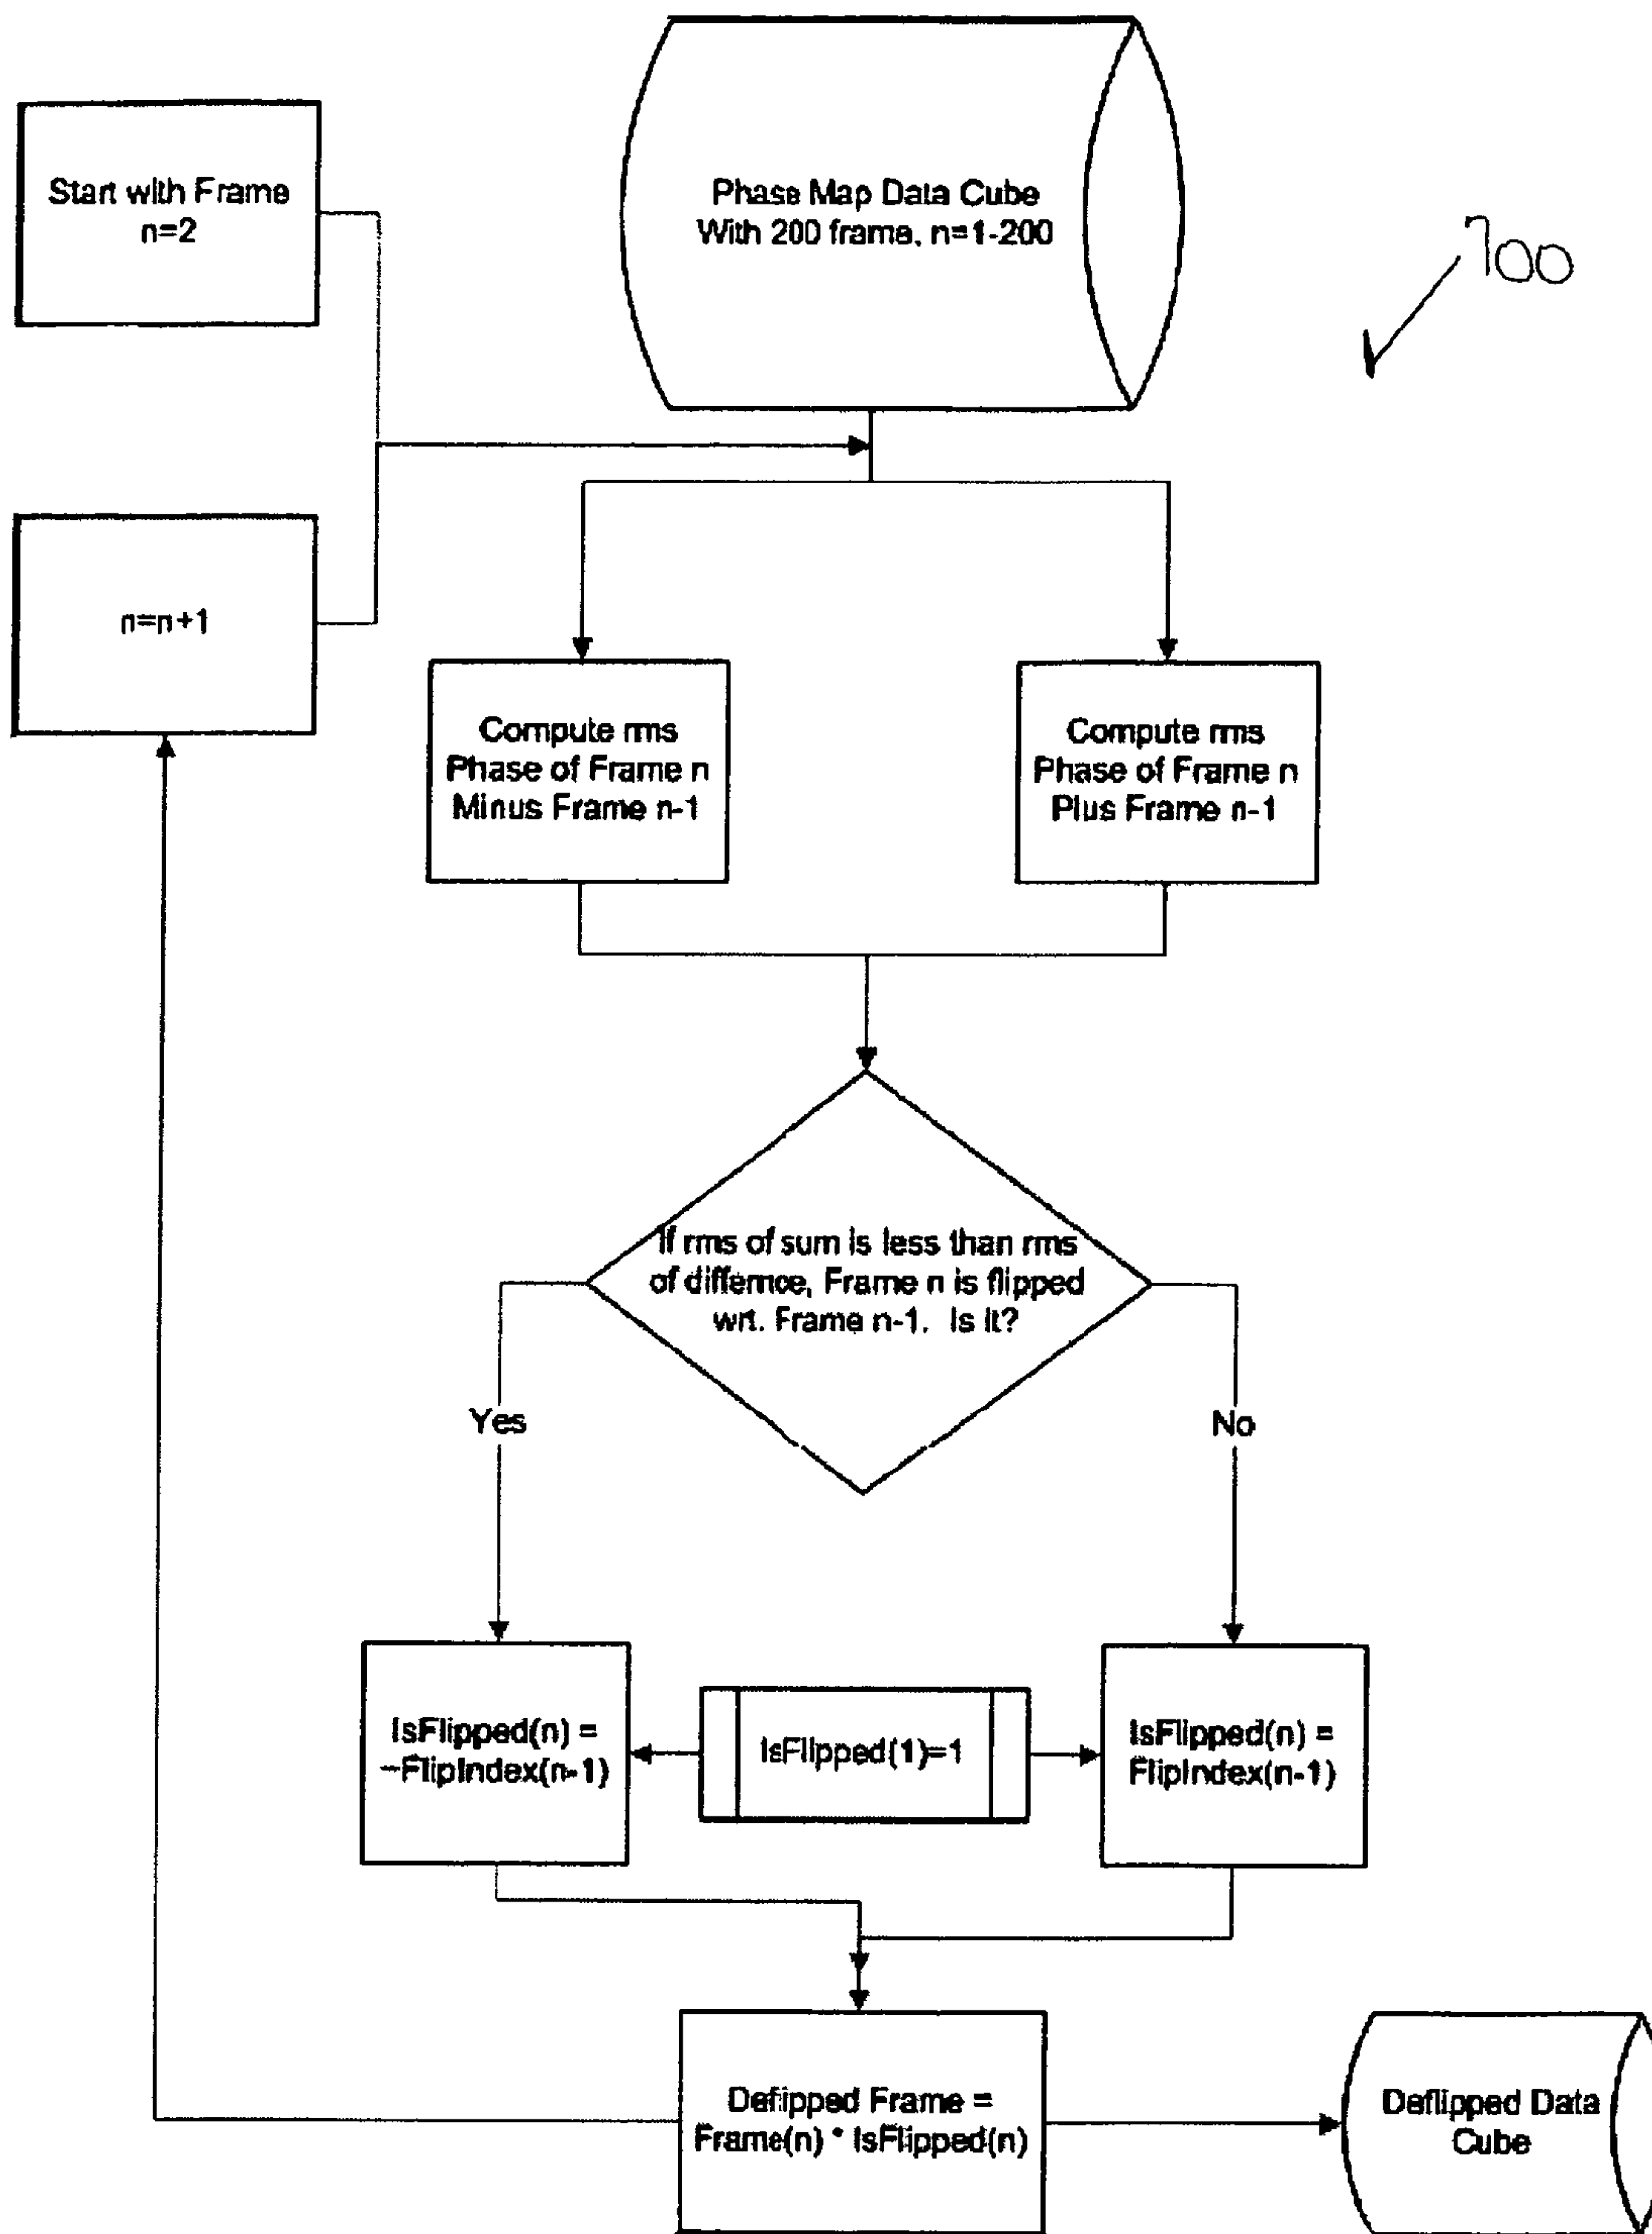 Start with Frame
n=2
Phase Map Data Cube
With 200 frame, n=1-200
700
n=n+1
Compute rms
Phase of Frame n
Minus Frame n-1
Compute rms
Phase of Frame n
Plus Frame n-1
If rms of sum is less than rms
of differnce, Frame n is flipped
wrt. Frame n-1. Is it?
Yes
No
IsFlipped(n) =
-FlipIndex(n-1)
IsFlipped(1)=1
IsFlipped(n) =
FlipIndex(n-1)
Deflipped Frame =
Frame(n) * IsFlipped(n)
Deflipped Data
Cube